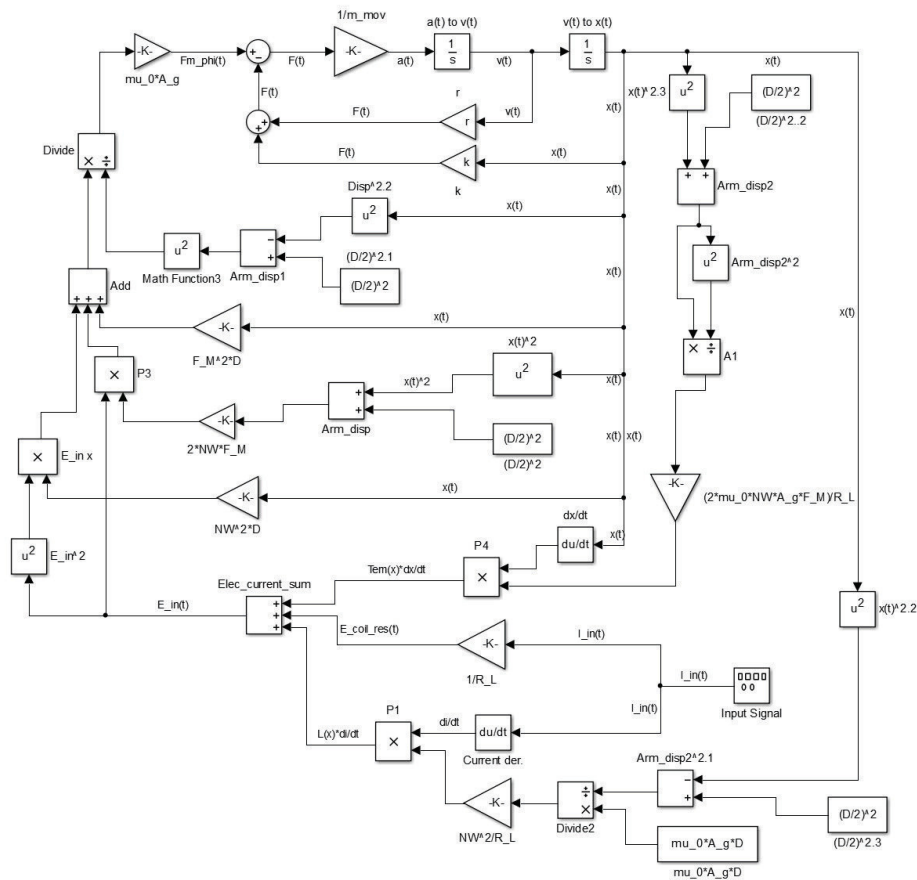 1/m_mov
a(t) to v(t)
v(t) to x(t)
-K-
mu_0*A_g
Fm_phi(t)
+
−
F(t)
-K-
a(t)
1
s
v(t)
1
s
x(t)
F(t)
r
x(t)
x(t)^2.3
u²
(D/2)^2
(D/2)^2..2
+
+
F(t)
r
v(t)
F(t)
k
x(t)
k
Divide
× ÷
x(t)
+ +
Arm_disp2
Disp^2.2
u²
x(t)
−
+
Arm_disp1
(D/2)^2.1
(D/2)^2
u²
Math Function3
u²
Arm_disp2^2
x(t)
Add
+ + +
-K-
F_M^2*D
x(t)
x(t)
× ÷
A1
x(t)^2
u²
x(t)^2
x(t)
+
+
Arm_disp
(D/2)^2
(D/2)^2
×
P3
-K-
2*NW*F_M
x(t)
x(t)
×
E_in x
-K-
NW^2*D
x(t)
-K-
(2*mu_0*NW*A_g*F_M)/R_L
dx/dt
du/dt
x(t)
u²
E_in^2
P4
×
Tem(x)*dx/dt
Elec_current_sum
+
+
+
E_in(t)
E_coil_res(t)
-K-
1/R_L
I_in(t)
u²
x(t)^2.2
I_in(t)
Input Signal
I_in(t)
P1
×
L(x)*di/dt
di/dt
du/dt
Current der.
Arm_disp2^2.1
−
+
(D/2)^2
(D/2)^2.3
-K-
NW^2/R_L
÷
×
Divide2
mu_0*A_g*D
mu_0*A_g*D